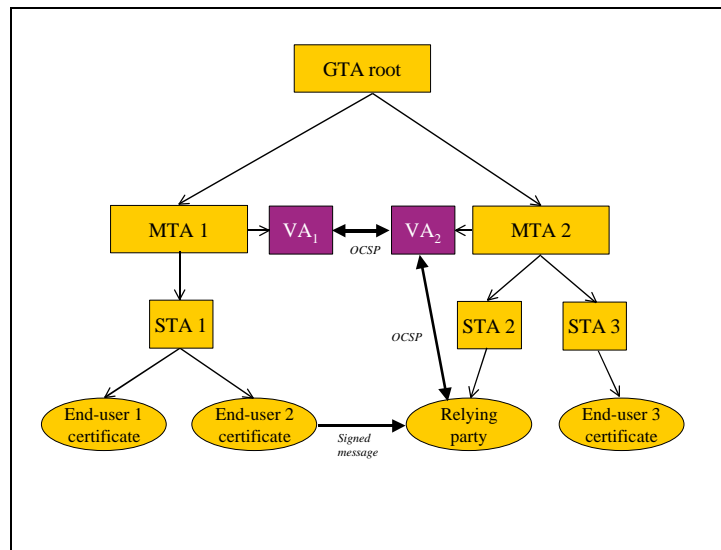 GTA root
MTA 1
VA₁
VA₂
MTA 2
OCSP
STA 1
STA 2
STA 3
OCSP
End-user 1
certificate
End-user 2
certificate
Relying
party
End-user 3
certificate
Signed
message